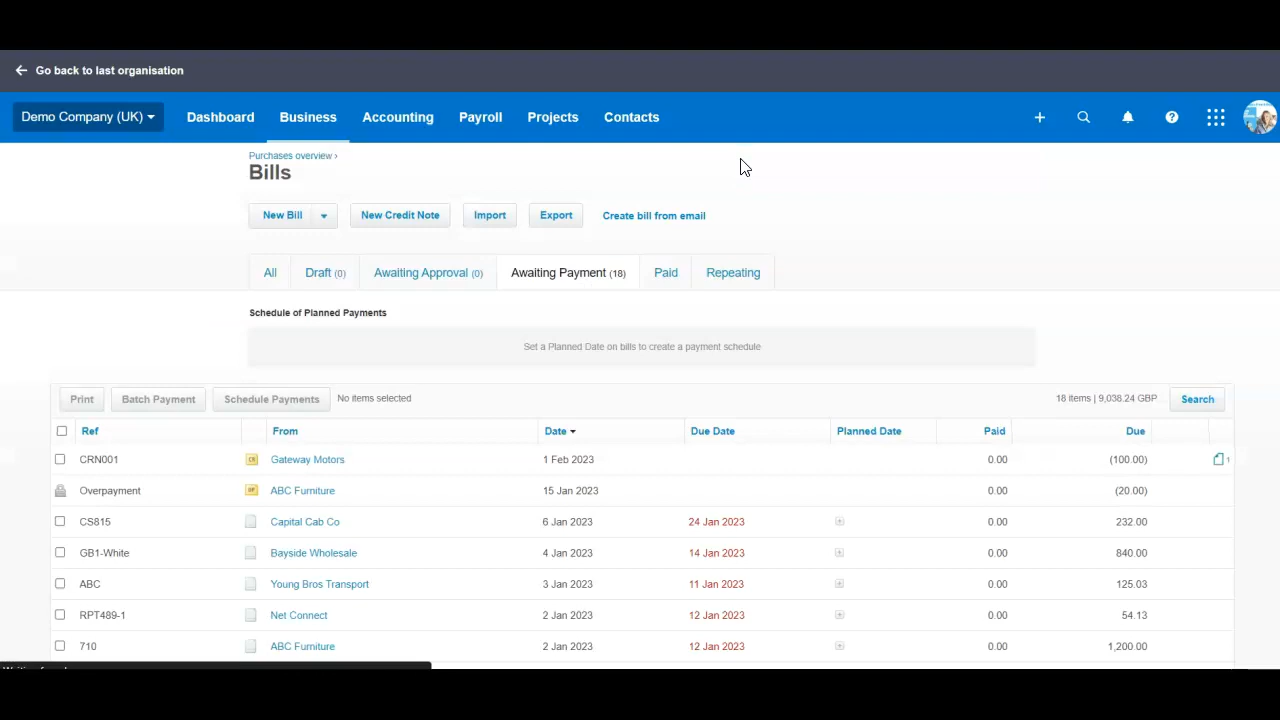 Go back to last organisation
Demo Company (UK) Dashboard Business Accounting Payroll Projects Contacts
Purchases overview ›
Bills
New Bill New Credit Note Import Export Create bill from email
All Draft (0) Awaiting Approval (0) Awaiting Payment (18) Paid Repeating
Schedule of Planned Payments
Set a Planned Date on bills to create a payment schedule
Print Batch Payment Schedule Payments No items selected 18 items | 9,038.24 GBP Search
Ref From Date Due Date Planned Date Paid Due
CRN001 CN Gateway Motors 1 Feb 2023 0.00 (100.00) 1
Overpayment ABC Furniture 15 Jan 2023 0.00 (20.00)
CS815 Capital Cab Co 6 Jan 2023 24 Jan 2023 0.00 232.00
GB1-White Bayside Wholesale 4 Jan 2023 14 Jan 2023 0.00 840.00
ABC Young Bros Transport 3 Jan 2023 11 Jan 2023 0.00 125.03
RPT489-1 Net Connect 2 Jan 2023 12 Jan 2023 0.00 54.13
710 ABC Furniture 2 Jan 2023 12 Jan 2023 0.00 1,200.00